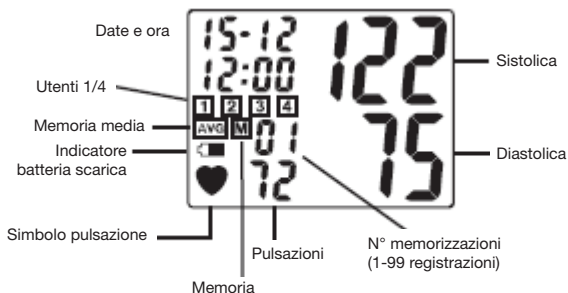 Date e ora
15-12
122
12:00
Sistolica
Utenti 1/4
1 2 3 4
Memoria media
AVG M
01
75
Diastolica
Indicatore
batteria scarica
72
Simbolo pulsazione
Pulsazioni
N° memorizzazioni
(1-99 registrazioni)
Memoria